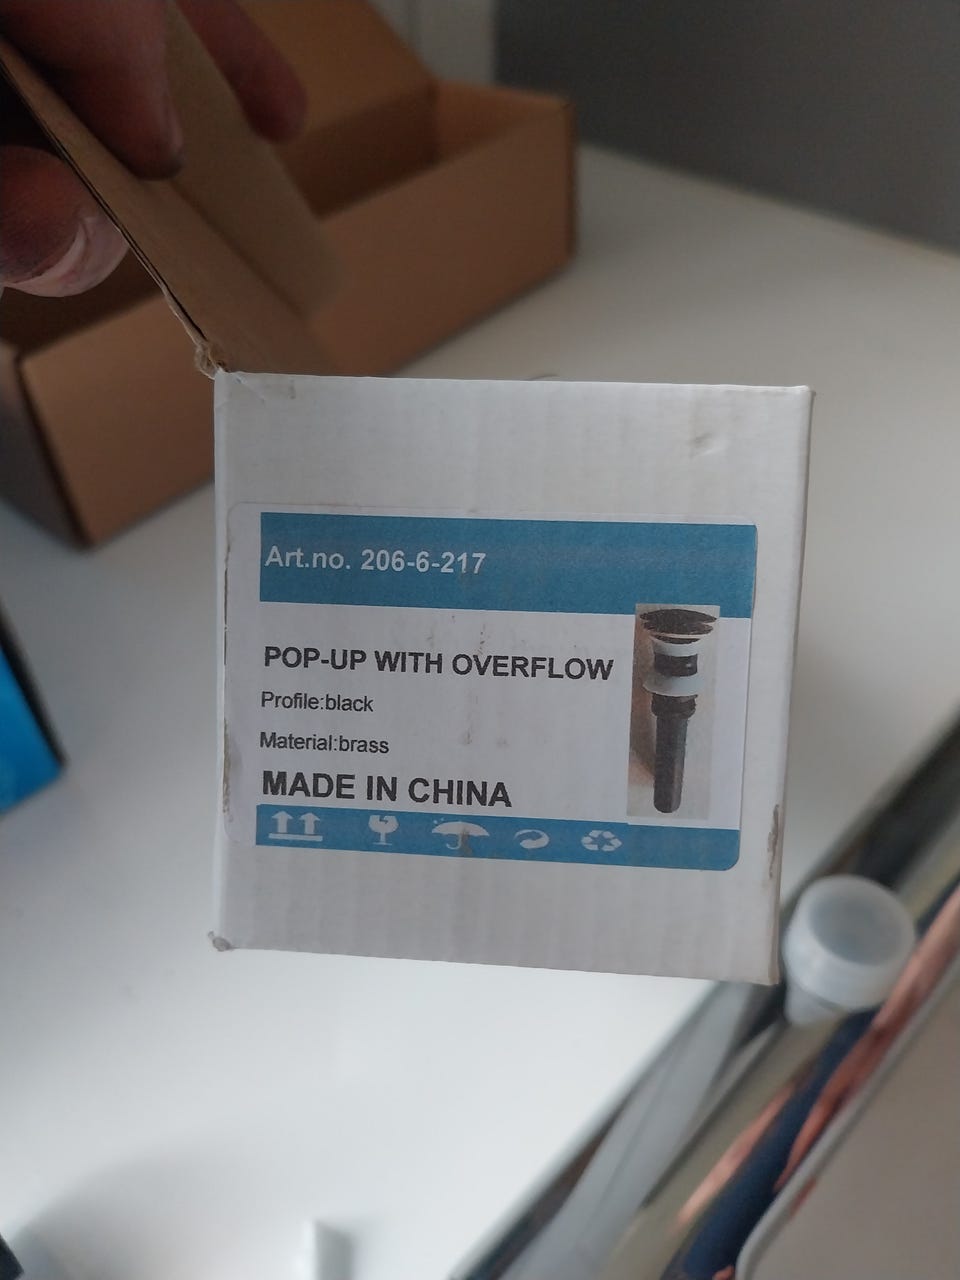 Art.no. 206-6-217
POP-UP WITH OVERFLOW
Profile:black
Material:brass
MADE IN CHINA